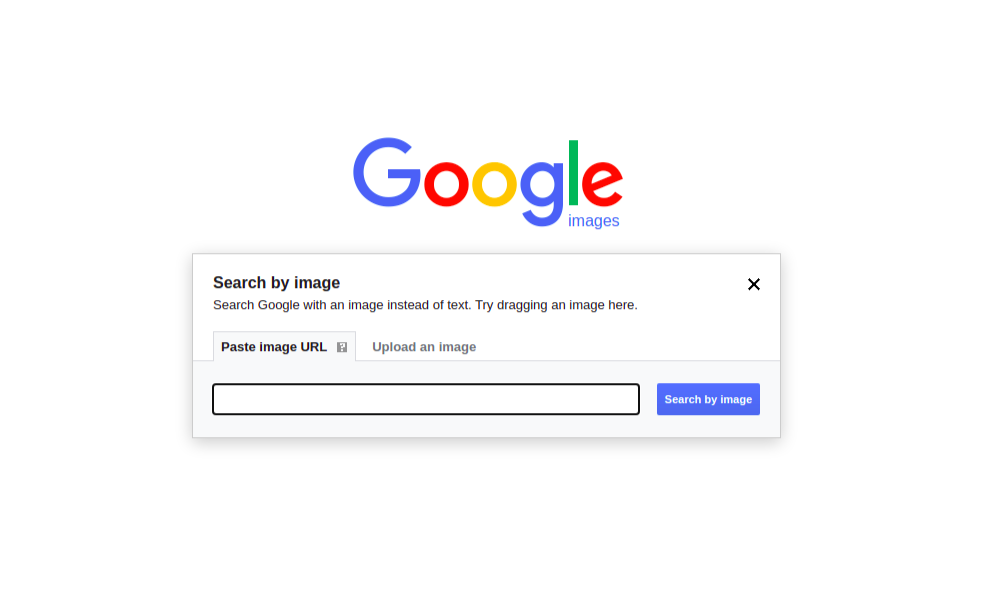 Google
images
Search by image
Search Google with an image instead of text. Try dragging an image here.
Paste image URL Upload an image
Search by image